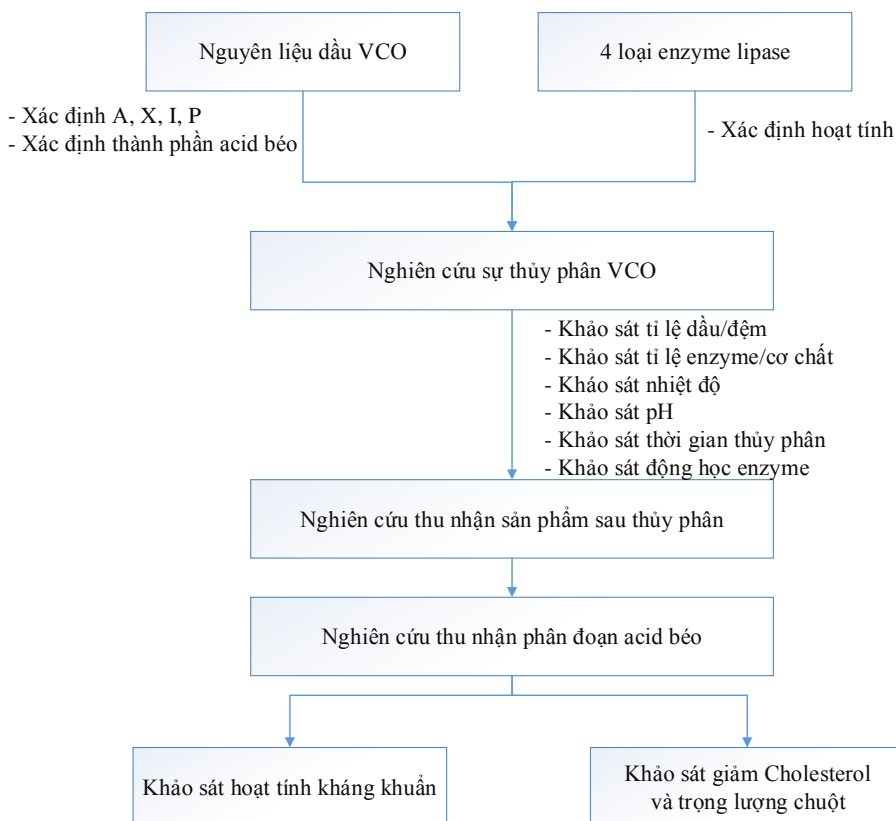 Nguyên liệu dầu VCO
4 loại enzyme lipase
- Xác định A, X, I, P
- Xác định thành phần acid béo
- Xác định hoạt tính
Nghiên cứu sự thủy phân VCO
- Khảo sát tỉ lệ dầu/đệm
- Khảo sát tỉ lệ enzyme/cơ chất
- Kháo sát nhiệt độ
- Khảo sát pH
- Khảo sát thời gian thủy phân
- Khảo sát động học enzyme
Nghiên cứu thu nhận sản phẩm sau thủy phân
Nghiên cứu thu nhận phân đoạn acid béo
Khảo sát hoạt tính kháng khuẩn
Khảo sát giảm Cholesterol
và trọng lượng chuột